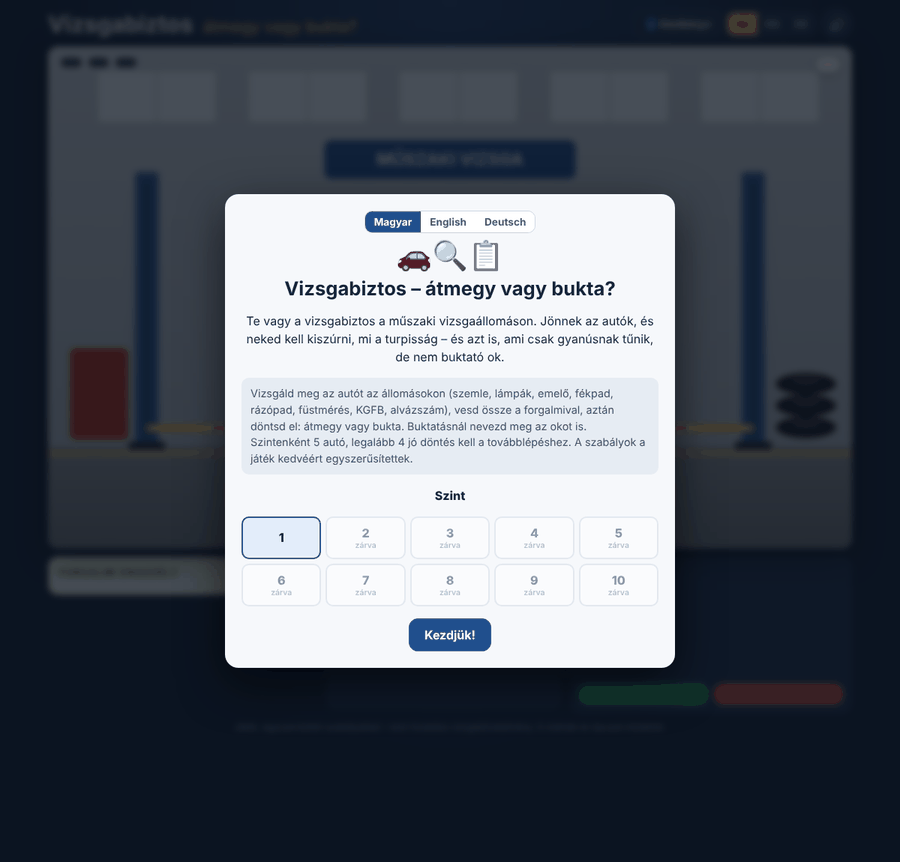 Vizsgabiztos átmegy vagy bukta?
MŰSZAKI VIZSGA
Magyar English Deutsch
Vizsgabiztos – átmegy vagy bukta?
Te vagy a vizsgabiztos a műszaki vizsgaállomáson. Jönnek az autók, és
neked kell kiszúrni, mi a turpisság – és azt is, ami csak gyanúsnak tűnik,
de nem buktató ok.
Vizsgáld meg az autót az állomásokon (szemle, lámpák, emelő, fékpad,
rázópad, füstmérés, KGFB, alvázszám), vesd össze a forgalmival, aztán
döntsd el: átmegy vagy bukta. Buktatásnál nevezd meg az okot is.
Szintenként 5 autó, legalább 4 jó döntés kell a továbblépéshez. A szabályok a
játék kedvéért egyszerűsítettek.
Szint
1 2 3 4 5
zárva zárva zárva zárva
6 7 8 9 10
zárva zárva zárva zárva zárva
Kezdjük!